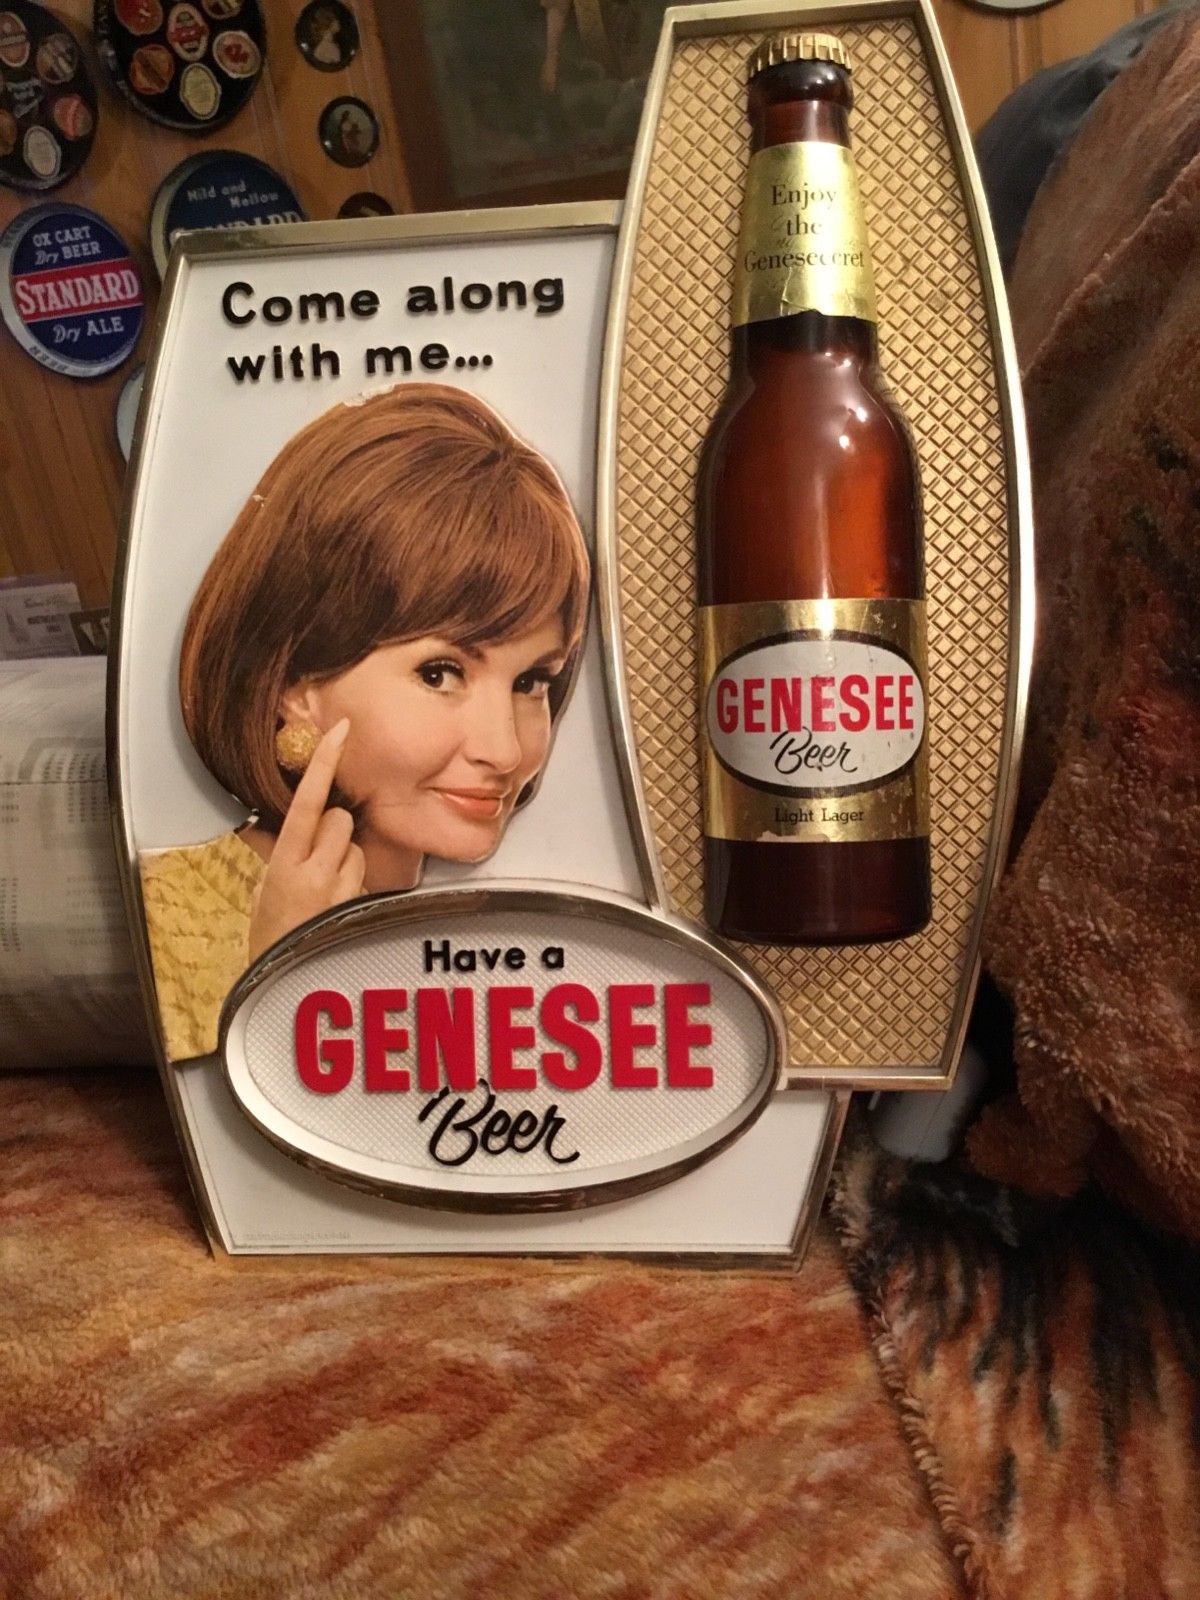 Mild and
Mellow
OX CART
Dry BEER
STANDARD
Dry ALE
Come along
with me...
Enjoy
the
Geneseecret
GENESEE
Beer
Light Lager
Have a
GENESEE
Beer